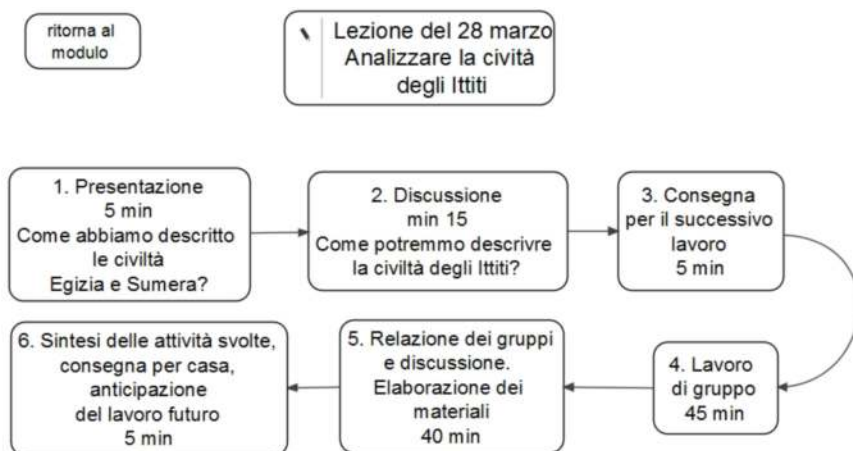 ritorna al
modulo
Lezione del 28 marzo
Analizzare la cività
degli Ittiti
1. Presentazione
5 min
Come abbiamo descritto
le civiltà
Egizia e Sumera?
2. Discussione
min 15
Come potremmo descrivre
la civiltà degli Ittiti?
3. Consegna
per il successivo
lavoro
5 min
4. Lavoro
di gruppo
45 min
5. Relazione dei gruppi
e discussione.
Elaborazione dei
materiali
40 min
6. Sintesi delle attività svolte,
consegna per casa,
anticipazione
del lavoro futuro
5 min